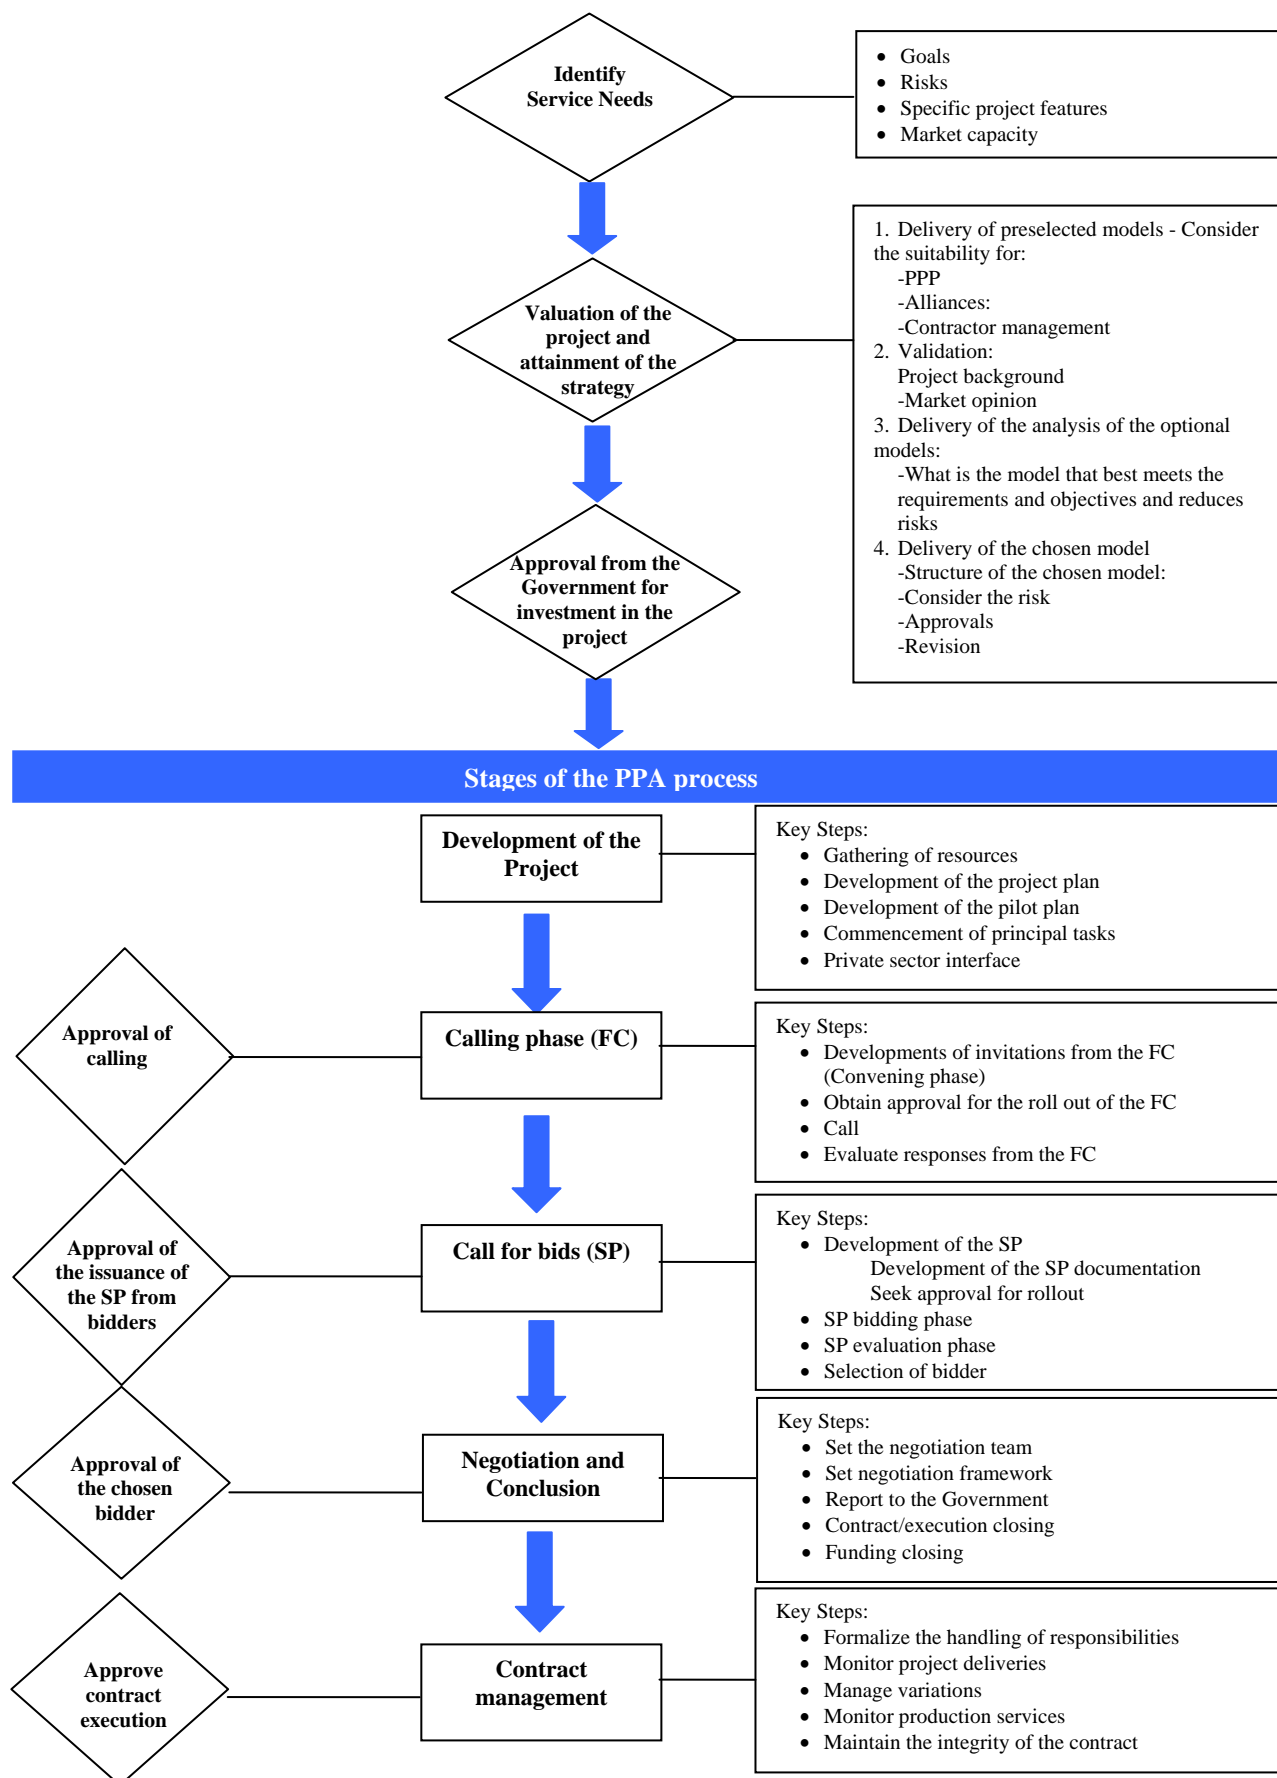 Identify
Service Needs
• Goals
• Risks
• Specific project features
• Market capacity
Valuation of the
project and
attainment of the
strategy
1. Delivery of preselected models - Consider
the suitability for:
-PPP
-Alliances:
-Contractor management
2. Validation:
Project background
-Market opinion
3. Delivery of the analysis of the optional
models:
-What is the model that best meets the
requirements and objectives and reduces
risks
4. Delivery of the chosen model
-Structure of the chosen model:
-Consider the risk
-Approvals
-Revision
Approval from the
Government for
investment in the
project
Stages of the PPA process
Development of the
Project
Key Steps:
• Gathering of resources
• Development of the project plan
• Development of the pilot plan
• Commencement of principal tasks
• Private sector interface
Approval of
calling
Calling phase (FC)
Key Steps:
• Developments of invitations from the FC
(Convening phase)
• Obtain approval for the roll out of the FC
• Call
• Evaluate responses from the FC
Approval of
the issuance of
the SP from
bidders
Call for bids (SP)
Key Steps:
• Development of the SP
Development of the SP documentation
Seek approval for rollout
• SP bidding phase
• SP evaluation phase
• Selection of bidder
Approval of
the chosen
bidder
Negotiation and
Conclusion
Key Steps:
• Set the negotiation team
• Set negotiation framework
• Report to the Government
• Contract/execution closing
• Funding closing
Approve
contract
execution
Contract
management
Key Steps:
• Formalize the handling of responsibilities
• Monitor project deliveries
• Manage variations
• Monitor production services
• Maintain the integrity of the contract